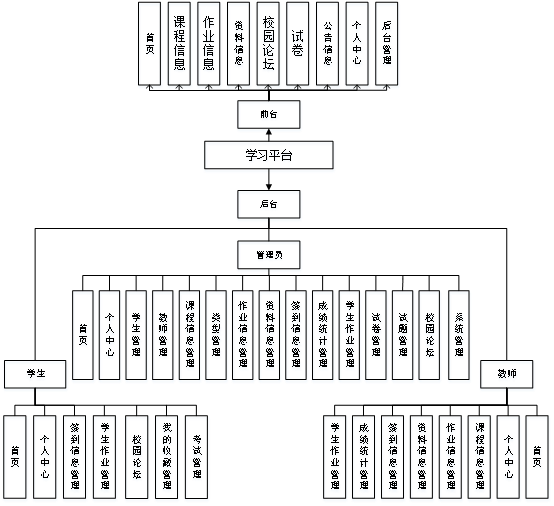 首页
课程信息
作业信息
资料信息
校园论坛
试卷
公告信息
个人中心
后台管理
前台
学习平台
后台
管理员
首页
个人中心
学生管理
教师管理
课程信息管理
类型管理
作业信息管理
资料信息管理
签到信息管理
成绩统计管理
学生作业管理
试卷管理
试题管理
校园论坛
系统管理
学生
教师
首页
个人中心
签到信息管理
学生作业管理
校园论坛
我的收藏管理
考试管理
学生作业管理
成绩统计管理
签到信息管理
资料信息管理
作业信息管理
课程信息管理
个人中心
首页